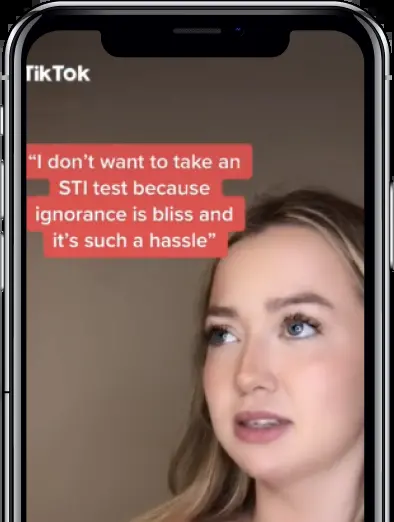 TikTok
“I don’t want to take an
STI test because
ignorance is bliss and
it’s such a hassle”